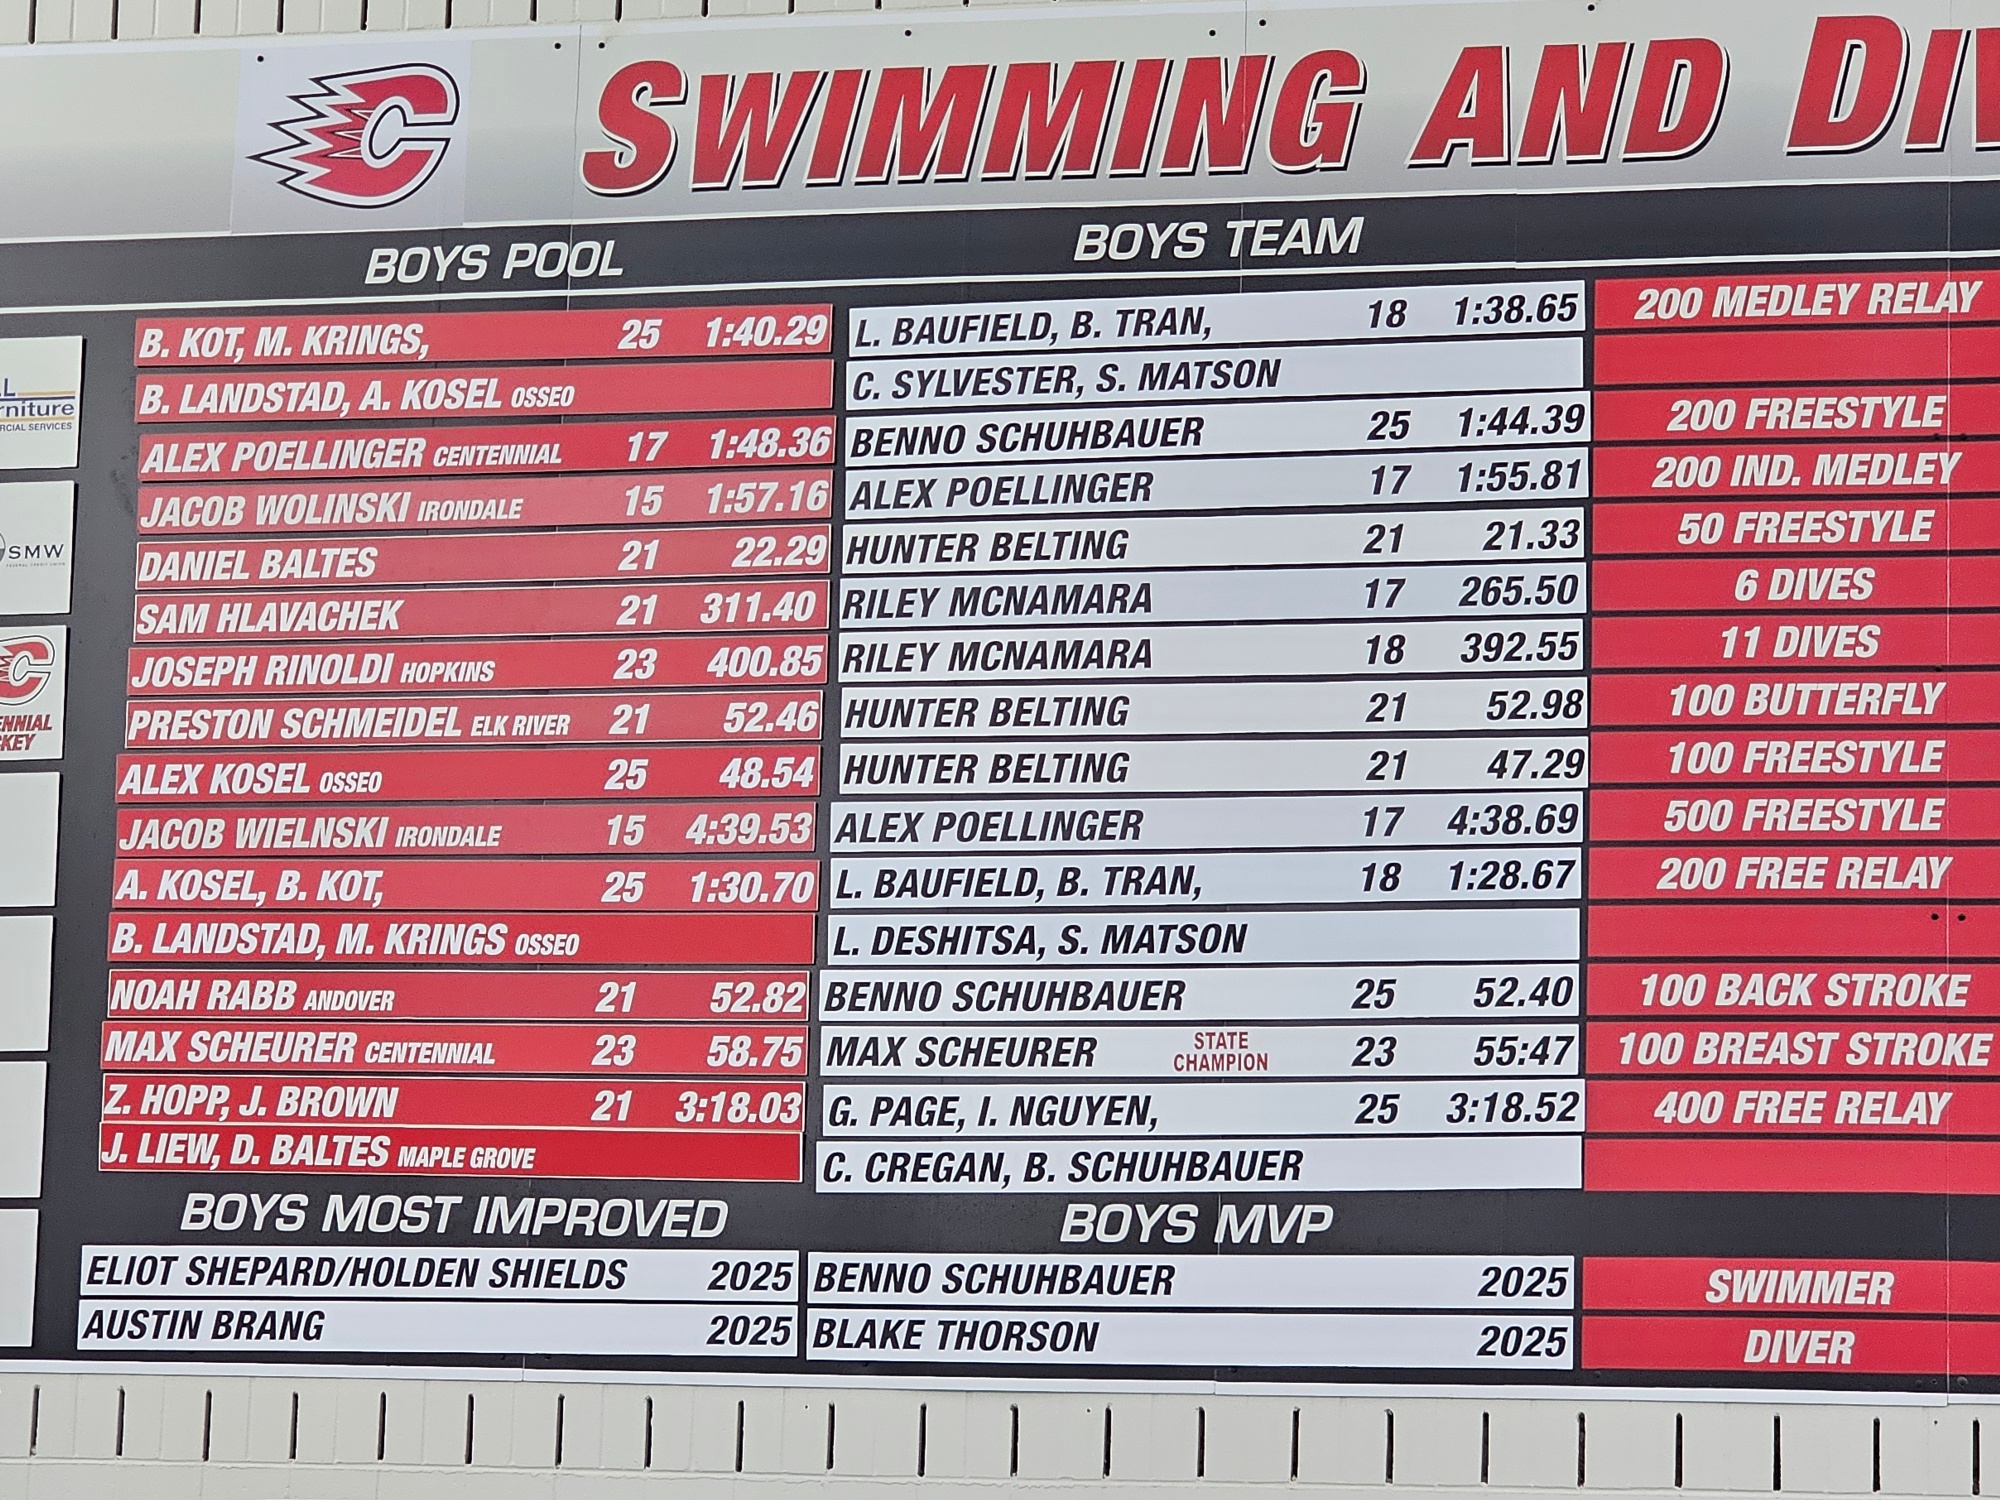 SWIMMING AND DIV
BOYS POOL BOYS TEAM
B. KOT, M. KRINGS, 25 1:40.29 L. BAUFIELD, B. TRAN, 18 1:38.65 200 MEDLEY RELAY
B. LANDSTAD, A. KOSEL OSSEO C. SYLVESTER, S. MATSON
ALEX POELLINGER CENTENNIAL 17 1:48.36 BENNO SCHUHBAUER 25 1:44.39 200 FREESTYLE
JACOB WOLINSKI IRONDALE 15 1:57.16 ALEX POELLINGER 17 1:55.81 200 IND. MEDLEY
DANIEL BALTES 21 22.29 HUNTER BELTING 21 21.33 50 FREESTYLE
SAM HLAVACHEK 21 311.40 RILEY MCNAMARA 17 265.50 6 DIVES
JOSEPH RINOLDI HOPKINS 23 400.85 RILEY MCNAMARA 18 392.55 11 DIVES
PRESTON SCHMEIDEL ELK RIVER 21 52.46 HUNTER BELTING 21 52.98 100 BUTTERFLY
ALEX KOSEL OSSEO 25 48.54 HUNTER BELTING 21 47.29 100 FREESTYLE
JACOB WIELNSKI IRONDALE 15 4:39.53 ALEX POELLINGER 17 4:38.69 500 FREESTYLE
A. KOSEL, B. KOT, 25 1:30.70 L. BAUFIELD, B. TRAN, 18 1:28.67 200 FREE RELAY
B. LANDSTAD, M. KRINGS OSSEO L. DESHITSA, S. MATSON
NOAH RABB ANDOVER 21 52.82 BENNO SCHUHBAUER 25 52.40 100 BACK STROKE
MAX SCHEURER CENTENNIAL 23 58.75 MAX SCHEURER STATE CHAMPION 23 55:47 100 BREAST STROKE
Z. HOPP, J. BROWN 21 3:18.03 G. PAGE, I. NGUYEN, 25 3:18.52 400 FREE RELAY
J. LIEW, D. BALTES MAPLE GROVE C. CREGAN, B. SCHUHBAUER
BOYS MOST IMPROVED BOYS MVP
ELIOT SHEPARD/HOLDEN SHIELDS 2025 BENNO SCHUHBAUER 2025 SWIMMER
AUSTIN BRANG 2025 BLAKE THORSON 2025 DIVER
rniture
RCIAL SERVICES
SMW
FEDERAL CREDIT UNION
C
ENNIAL
KEY